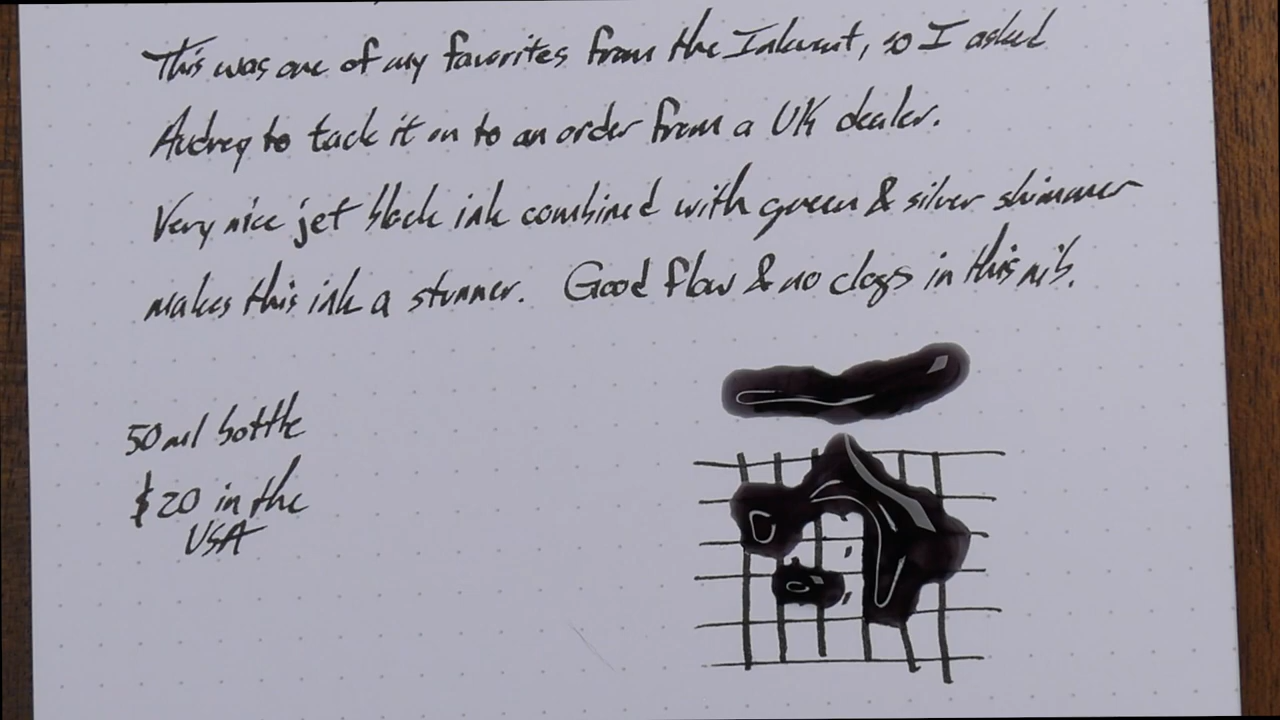 This was one of my favorites from the Inkvent, so I asked
Audrey to tack it on to an order from a UK dealer.
Very nice jet black ink combined with green & silver shimmer
makes this ink a stunner. Good flow & no clogs in this nib.
50 ml bottle
$20 in the
USA